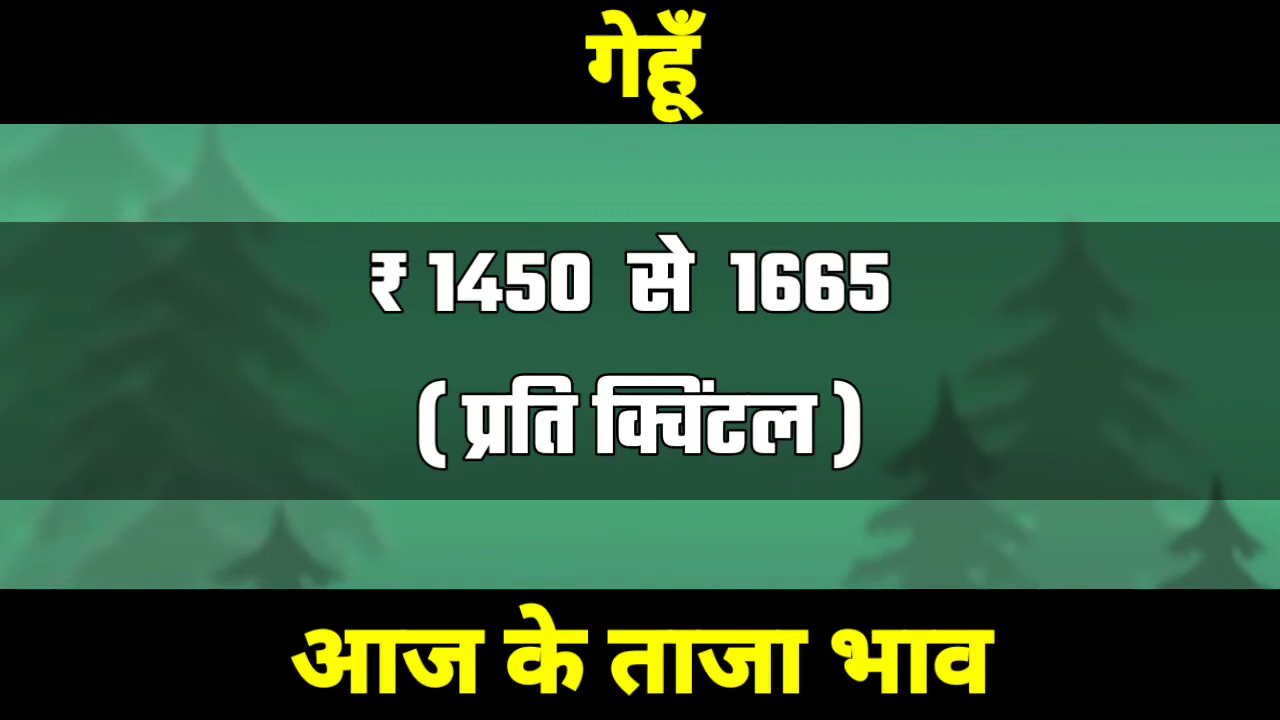 गेहूँ
₹ 1450 से 1665
( प्रति क्विंटल )
आज के ताजा भाव